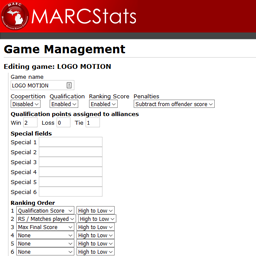 MARC
MARCStats
Game Management
Editing game: LOGO MOTION
Game name
LOGO MOTION
Coopertition Qualification Ranking Score Penalties
Disabled Enabled Enabled Subtract from offender score
Qualification points assigned to alliances
Win 2 Loss 0 Tie 1
Special fields
Special 1
Special 2
Special 3
Special 4
Special 5
Special 6
Ranking Order
1 Qualification Score High to Low
2 RS / Matches played High to Low
3 Max Final Score High to Low
4 None High to Low
5 None High to Low
6 None High to Low